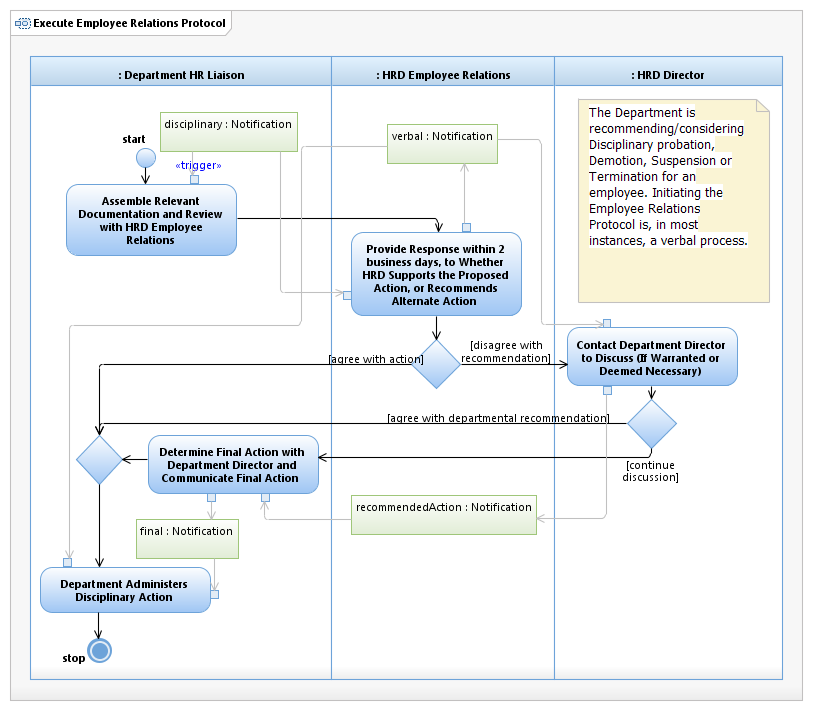 Execute Employee Relations Protocol
: Department HR Liaison
: HRD Employee Relations
: HRD Director
disciplinary : Notification
start
«trigger»
Assemble Relevant
Documentation and Review
with HRD Employee
Relations
verbal : Notification
The Department is
recommending/considering
Disciplinary probation,
Demotion, Suspension or
Termination for an
employee. Initiating the
Employee Relations
Protocol is, in most
instances, a verbal process.
Provide Response within 2
business days, to Whether
HRD Supports the Proposed
Action, or Recommends
Alternate Action
[agree with action]
[disagree with
recommendation]
Contact Department Director
to Discuss (If Warranted or
Deemed Necessary)
[agree with departmental recommendation]
[continue
discussion]
Determine Final Action with
Department Director and
Communicate Final Action
recommendedAction : Notification
final : Notification
Department Administers
Disciplinary Action
stop